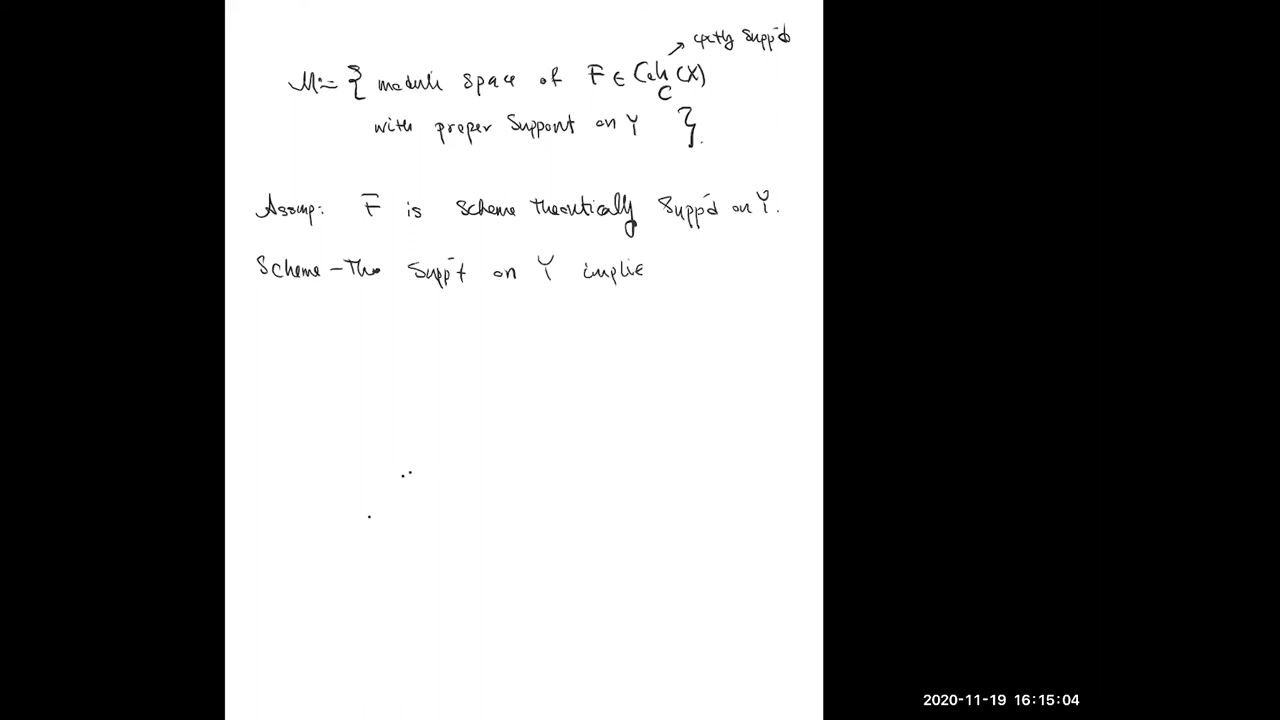 cptly Supp'd
M := { moduli space of F ∈ Coh_C(X)
with proper Support on Y }.
Assump: F is scheme theoretically Supp'd on Y.
Scheme-The Supp't on Y implie
2020-11-19 16:15:04